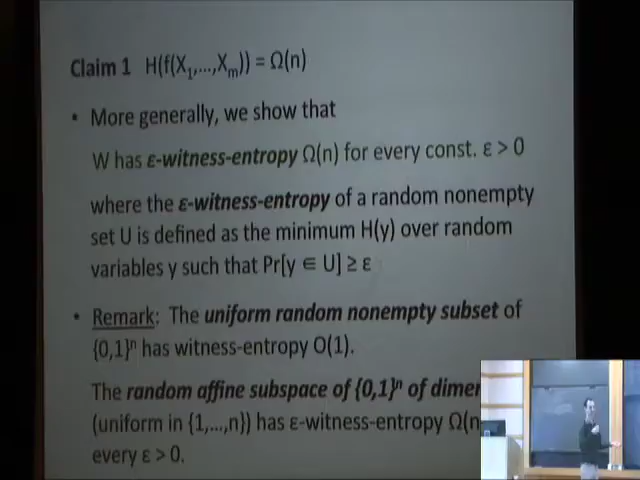 Claim 1 H(f(X₁,...,Xₘ)) = Ω(n)
• More generally, we show that
W has ε-witness-entropy Ω(n) for every const. ε > 0
where the ε-witness-entropy of a random nonempty
set U is defined as the minimum H(y) over random
variables y such that Pr[y ∈ U] ≥ ε
• Remark: The uniform random nonempty subset of
{0,1}ⁿ has witness-entropy O(1).
The random affine subspace of {0,1}ⁿ of
(uniform in {1,...,n}) has ε-witness-entropy
every ε > 0.